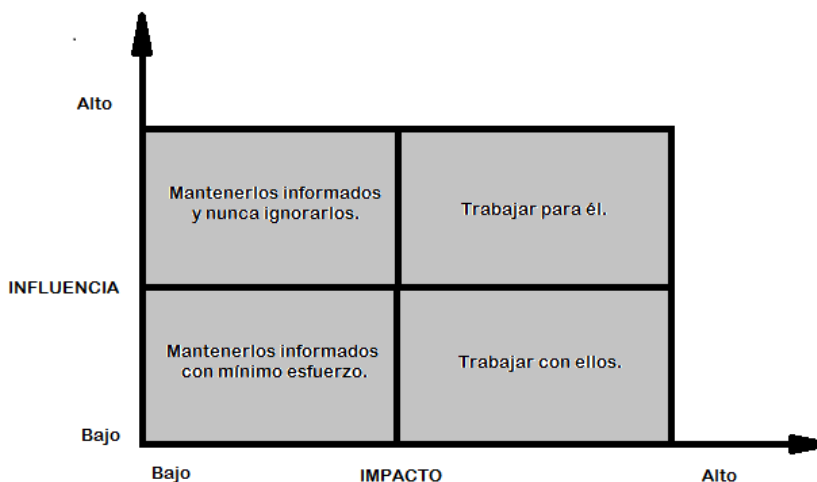 Alto
Mantenerlos informados
y nunca ignorarlos.
Trabajar para él.
INFLUENCIA
Mantenerlos informados
con mínimo esfuerzo.
Trabajar con ellos.
Bajo
Bajo
IMPACTO
Alto